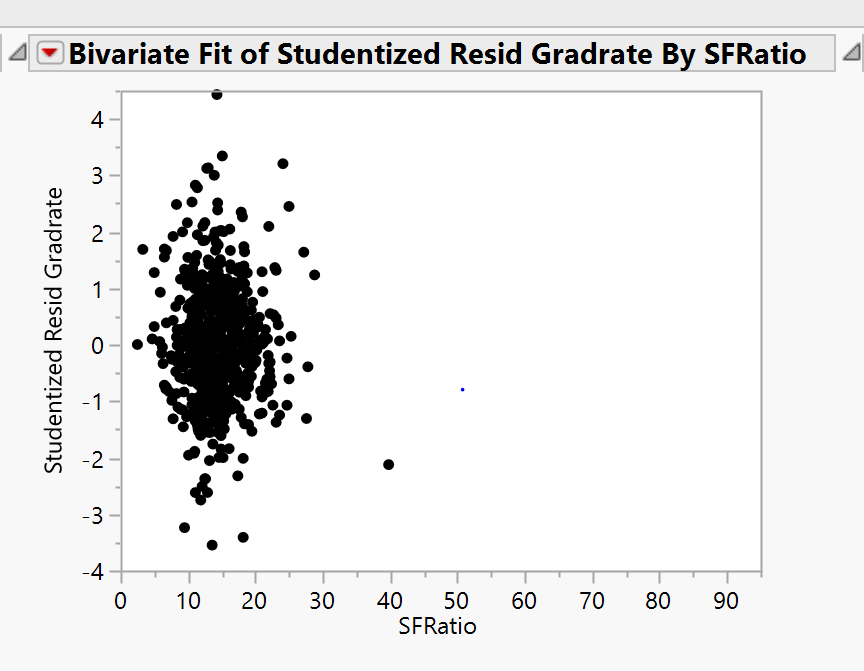 Bivariate Fit of Studentized Resid Gradrate By SFRatio
4
3
2
1
0
-1
-2
-3
-4
Studentized Resid Gradrate
0 10 20 30 40 50 60 70 80 90
SFRatio